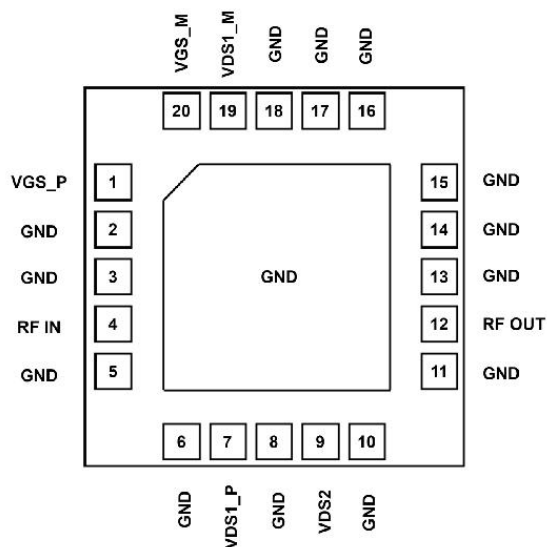 VGS_M VDS1_M GND GND GND
20 19 18 17 16
VGS_P 1 15 GND
GND 2 14 GND
GND 3 GND 13 GND
RF IN 4 12 RF OUT
GND 5 11 GND
6 7 8 9 10
GND VDS1_P GND VDS2 GND